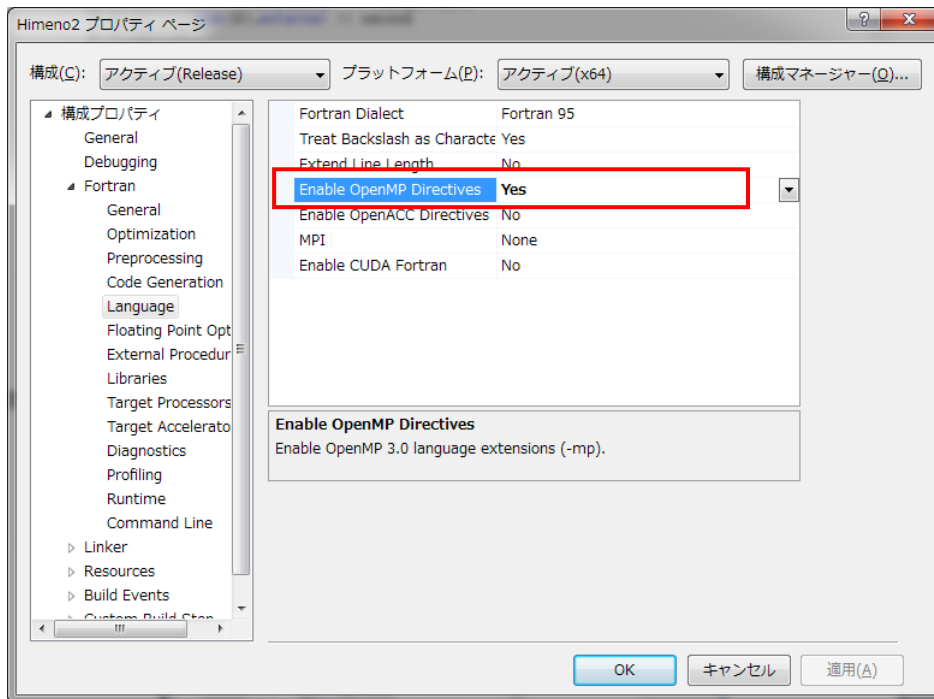 Himeno2 プロパティ ページ
構成(C): アクティブ(Release) プラットフォーム(P): アクティブ(x64) 構成マネージャー(O)...
構成プロパティ
General
Debugging
Fortran
General
Optimization
Preprocessing
Code Generation
Language
Floating Point Opt
External Procedur
Libraries
Target Processors
Target Accelerato
Diagnostics
Profiling
Runtime
Command Line
Linker
Resources
Build Events
Custom Build Step
Fortran Dialect Fortran 95
Treat Backslash as Characte Yes
Extend Line Length No
Enable OpenMP Directives Yes
Enable OpenACC Directives No
MPI None
Enable CUDA Fortran No
Enable OpenMP Directives
Enable OpenMP 3.0 language extensions (-mp).
OK キャンセル 適用(A)